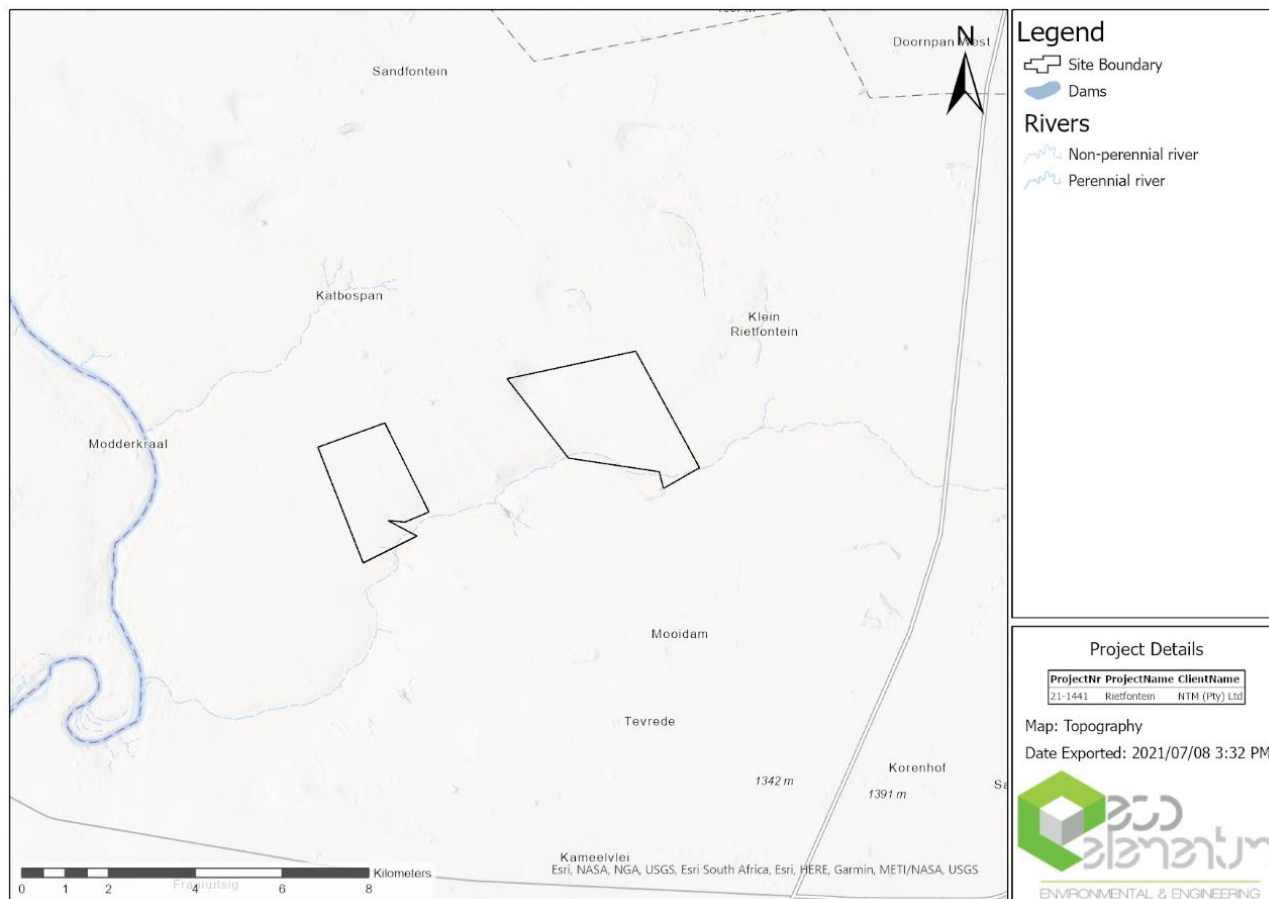 Doornpan West
Sandfontein
N
Katbospan
Klein
Rietfontein
Modderkraal
Mooidam
Tevrede
Korenhof
1342 m
1391 m
Sa
Kameelvlei
Esri, NASA, NGA, USGS, Esri South Africa, Esri, HERE, Garmin, METI/NASA, USGS
Kilometers
0 1 2 4 6 8
Legend
Site Boundary
Dams
Rivers
Non-perennial river
Perennial river
Project Details
ProjectNr ProjectName ClientName
21-1441 Rietfontein NTM (Pty) Ltd
Map: Topography
Date Exported: 2021/07/08 3:32 PM
eco
elementum
ENVIRONMENTAL & ENGINEERING